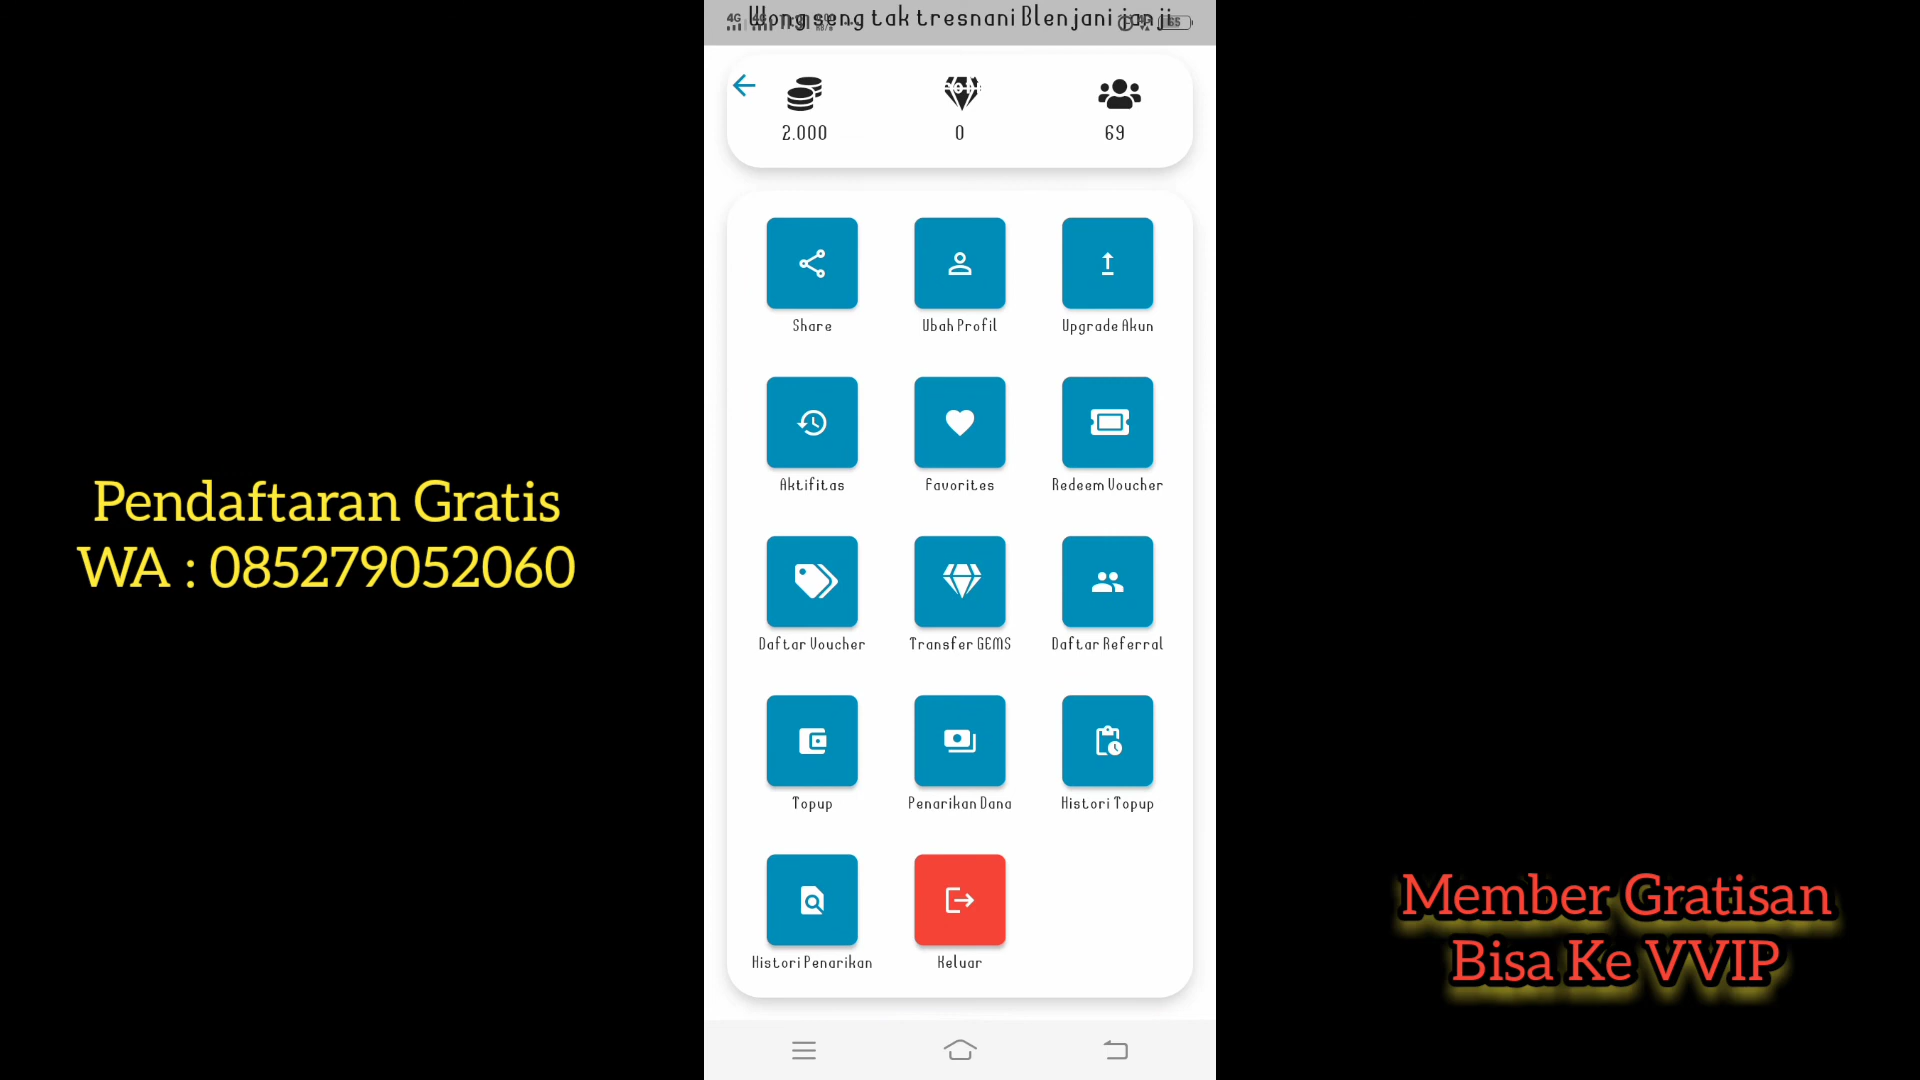 Wong seng tak tresnani Blenjani janji
2.000
0
69
Share
Ubah Profil
Upgrade Akun
Aktifitas
Favorites
Redeem Voucher
Daftar Voucher
Transfer GEMS
Daftar Referral
Topup
Penarikan Dana
Histori Topup
Histori Penarikan
Keluar
Pendaftaran Gratis
WA : 085279052060
Member Gratisan
Bisa Ke VVIP